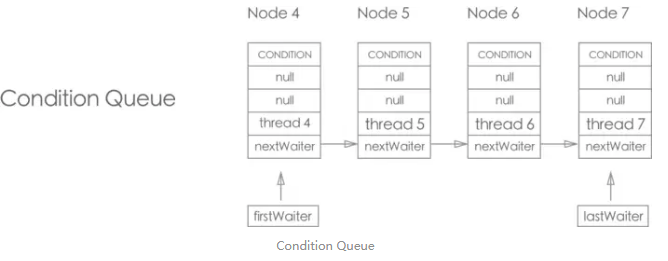 Node 4 Node 5 Node 6 Node 7
Condition Queue
CONDITION CONDITION CONDITION CONDITION
null null null null
null null null null
thread 4 thread 5 thread 6 thread 7
nextWaiter nextWaiter nextWaiter nextWaiter
firstWaiter lastWaiter
Condition Queue